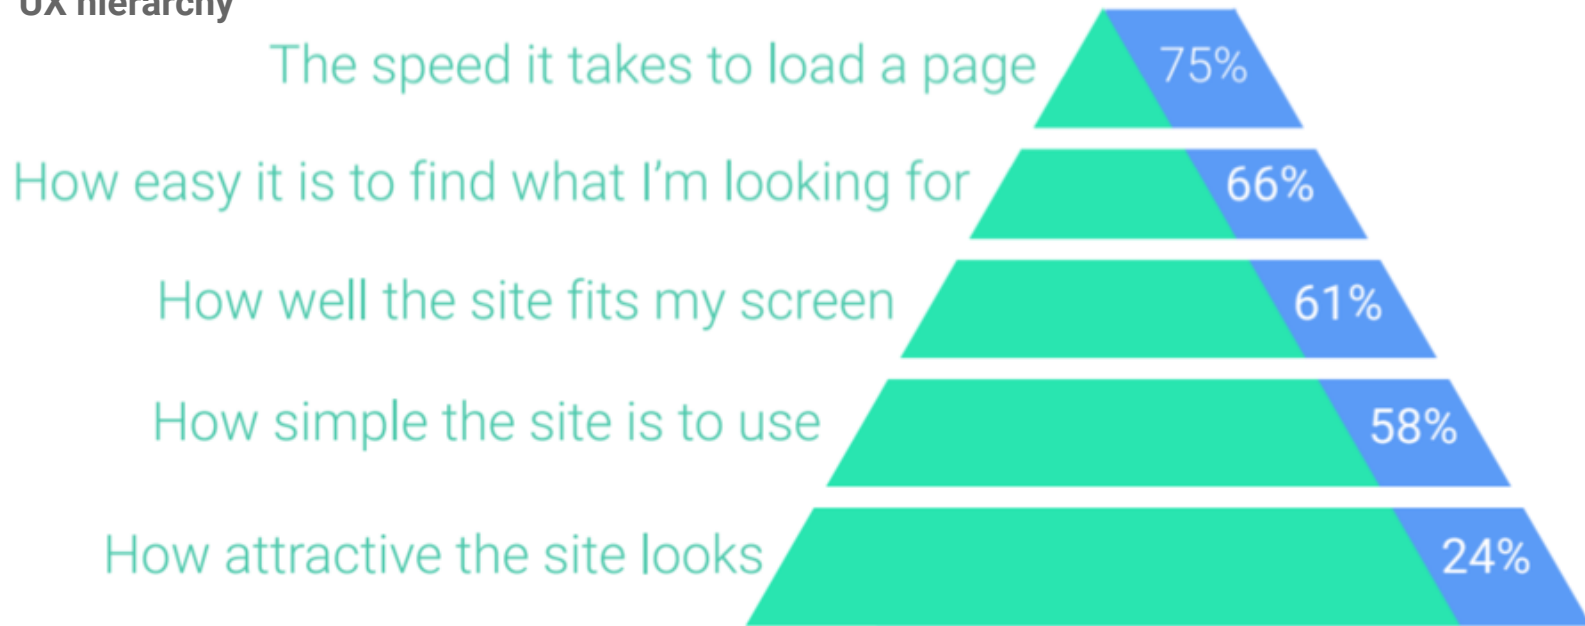 UX hierarchy
The speed it takes to load a page 75%
How easy it is to find what I'm looking for 66%
How well the site fits my screen 61%
How simple the site is to use 58%
How attractive the site looks 24%